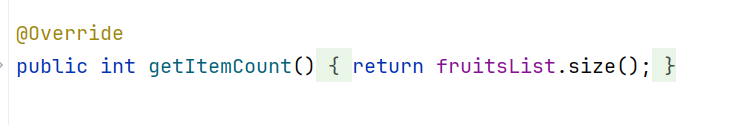 @Override
public int getItemCount() { return fruitsList.size(); }